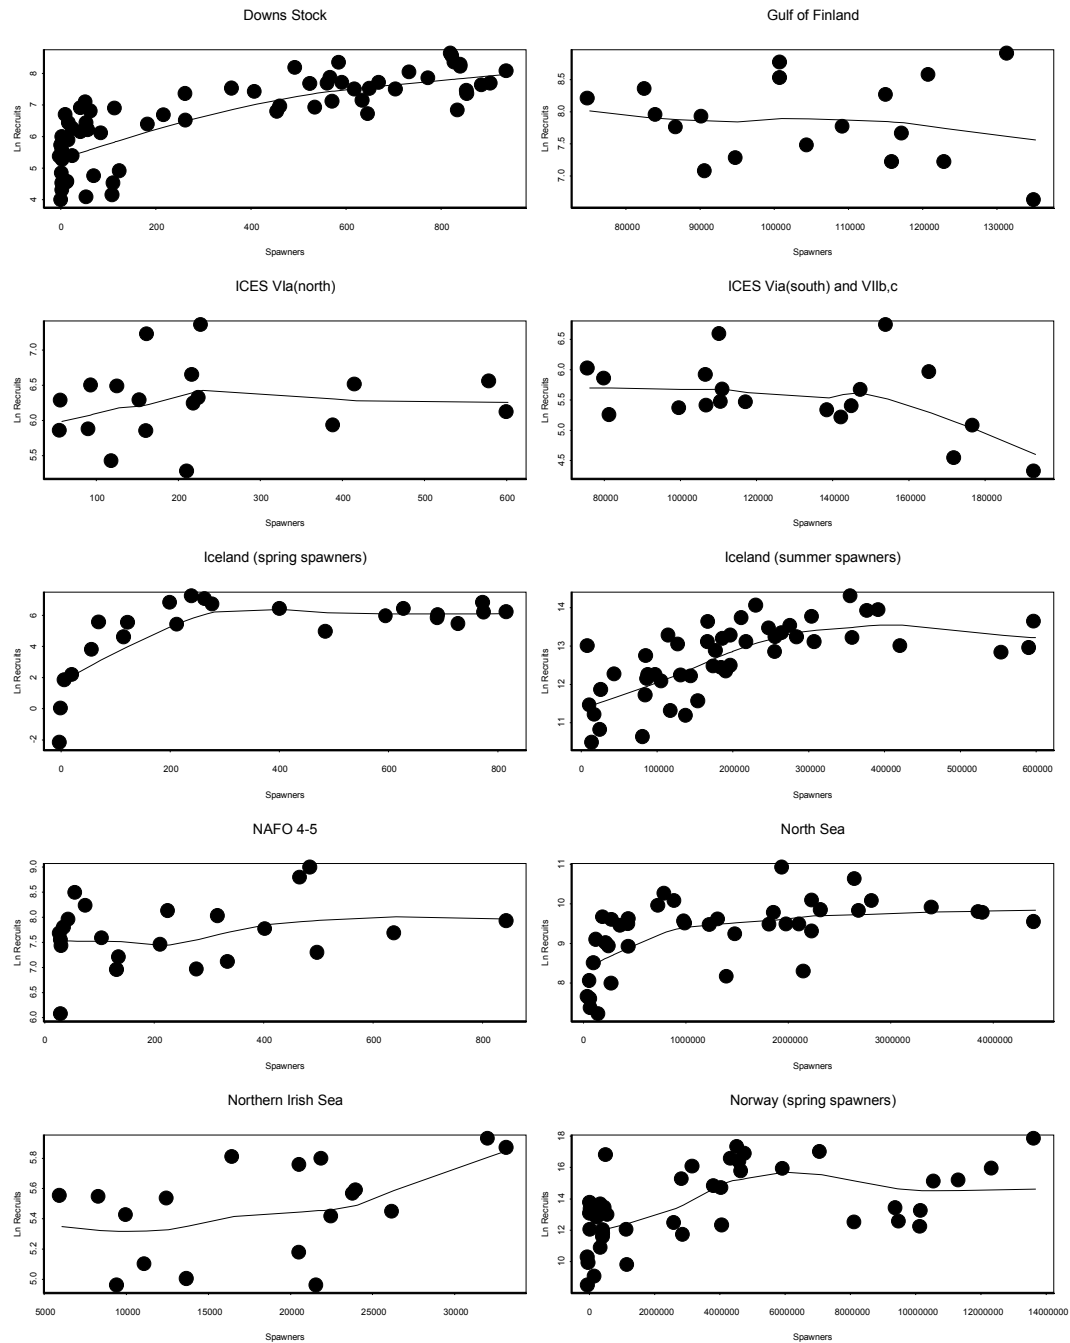 Downs Stock
Ln Recruits
4 5 6 7 8
0 200 400 600 800
Spawners
Gulf of Finland
Ln Recruits
7.0 7.5 8.0 8.5
80000 90000 100000 110000 120000 130000
Spawners
ICES VIa(north)
Ln Recruits
5.5 6.0 6.5 7.0
100 200 300 400 500 600
Spawners
ICES Via(south) and VIIb,c
Ln Recruits
4.5 5.0 5.5 6.0 6.5
80000 100000 120000 140000 160000 180000
Spawners
Iceland (spring spawners)
Ln Recruits
-2 0 2 4 6
0 200 400 600 800
Spawners
Iceland (summer spawners)
Ln Recruits
11 12 13 14
0 100000 200000 300000 400000 500000 600000
Spawners
NAFO 4-5
Ln Recruits
6.0 6.5 7.0 7.5 8.0 8.5 9.0
0 200 400 600 800
Spawners
North Sea
Ln Recruits
8 9 10 11
0 1000000 2000000 3000000 4000000
Spawners
Northern Irish Sea
Ln Recruits
5.0 5.2 5.4 5.6 5.8
5000 10000 15000 20000 25000 30000
Spawners
Norway (spring spawners)
Ln Recruits
10 12 14 16 18
0 2000000 4000000 6000000 8000000 10000000 12000000 14000000
Spawners